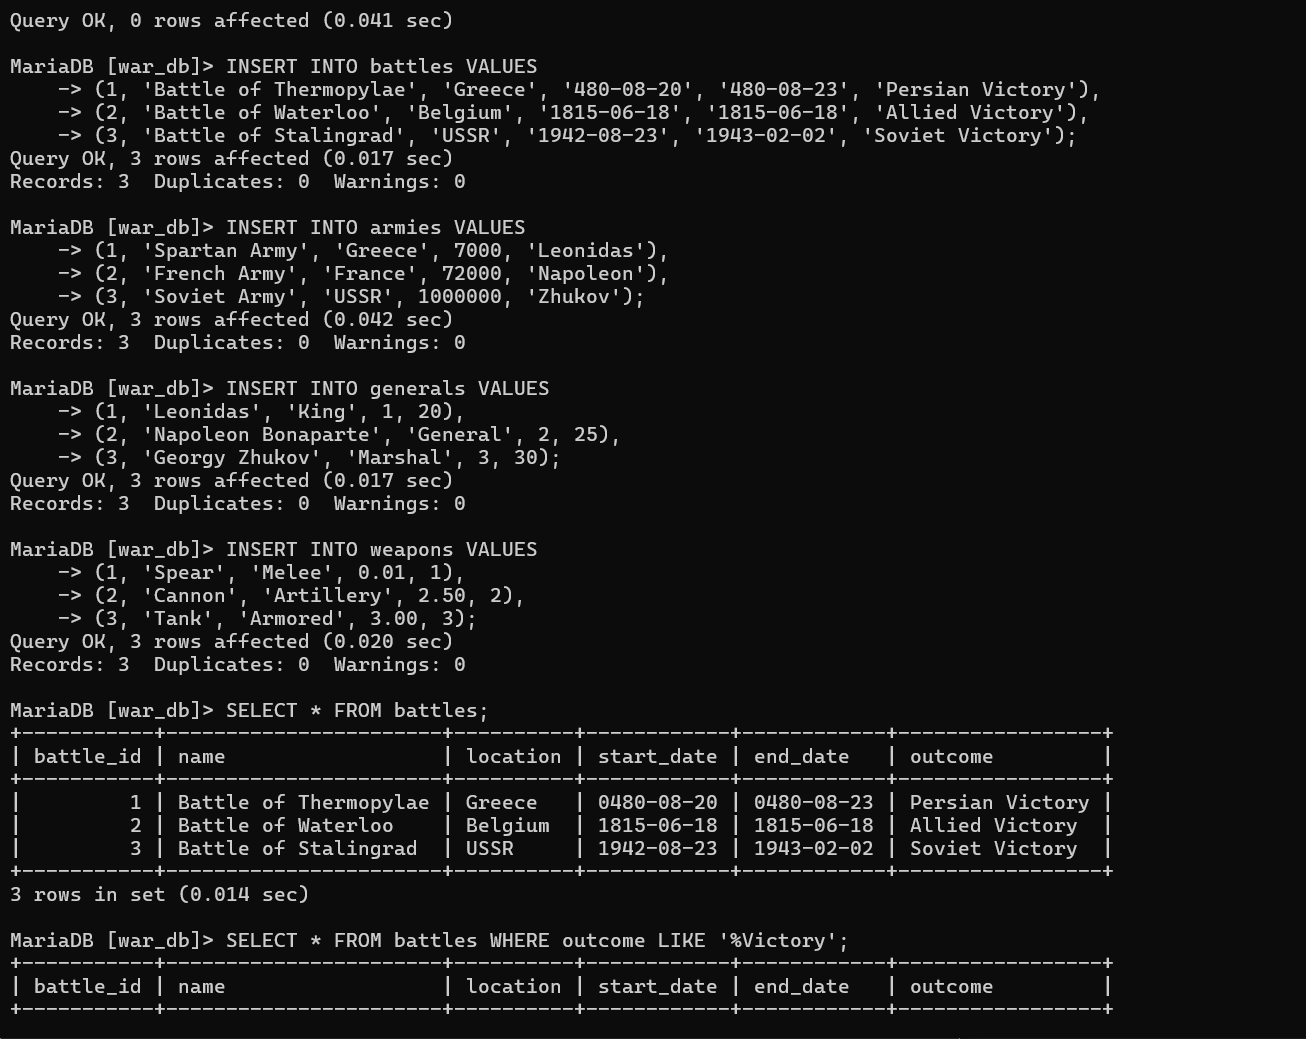 Query OK, 0 rows affected (0.041 sec)

MariaDB [war_db]> INSERT INTO battles VALUES
    -> (1, 'Battle of Thermopylae', 'Greece', '480-08-20', '480-08-23', 'Persian Victory'),
    -> (2, 'Battle of Waterloo', 'Belgium', '1815-06-18', '1815-06-18', 'Allied Victory'),
    -> (3, 'Battle of Stalingrad', 'USSR', '1942-08-23', '1943-02-02', 'Soviet Victory');
Query OK, 3 rows affected (0.017 sec)
Records: 3  Duplicates: 0  Warnings: 0

MariaDB [war_db]> INSERT INTO armies VALUES
    -> (1, 'Spartan Army', 'Greece', 7000, 'Leonidas'),
    -> (2, 'French Army', 'France', 72000, 'Napoleon'),
    -> (3, 'Soviet Army', 'USSR', 1000000, 'Zhukov');
Query OK, 3 rows affected (0.042 sec)
Records: 3  Duplicates: 0  Warnings: 0

MariaDB [war_db]> INSERT INTO generals VALUES
    -> (1, 'Leonidas', 'King', 1, 20),
    -> (2, 'Napoleon Bonaparte', 'General', 2, 25),
    -> (3, 'Georgy Zhukov', 'Marshal', 3, 30);
Query OK, 3 rows affected (0.017 sec)
Records: 3  Duplicates: 0  Warnings: 0

MariaDB [war_db]> INSERT INTO weapons VALUES
    -> (1, 'Spear', 'Melee', 0.01, 1),
    -> (2, 'Cannon', 'Artillery', 2.50, 2),
    -> (3, 'Tank', 'Armored', 3.00, 3);
Query OK, 3 rows affected (0.020 sec)
Records: 3  Duplicates: 0  Warnings: 0

MariaDB [war_db]> SELECT * FROM battles;
+-----------+-----------------------+----------+------------+------------+-----------------+
| battle_id | name                  | location | start_date | end_date   | outcome         |
+-----------+-----------------------+----------+------------+------------+-----------------+
|         1 | Battle of Thermopylae | Greece   | 0480-08-20 | 0480-08-23 | Persian Victory |
|         2 | Battle of Waterloo    | Belgium  | 1815-06-18 | 1815-06-18 | Allied Victory  |
|         3 | Battle of Stalingrad  | USSR     | 1942-08-23 | 1943-02-02 | Soviet Victory  |
+-----------+-----------------------+----------+------------+------------+-----------------+
3 rows in set (0.014 sec)

MariaDB [war_db]> SELECT * FROM battles WHERE outcome LIKE '%Victory';
+-----------+-----------------------+----------+------------+------------+-----------------+
| battle_id | name                  | location | start_date | end_date   | outcome         |
+-----------+-----------------------+----------+------------+------------+-----------------+